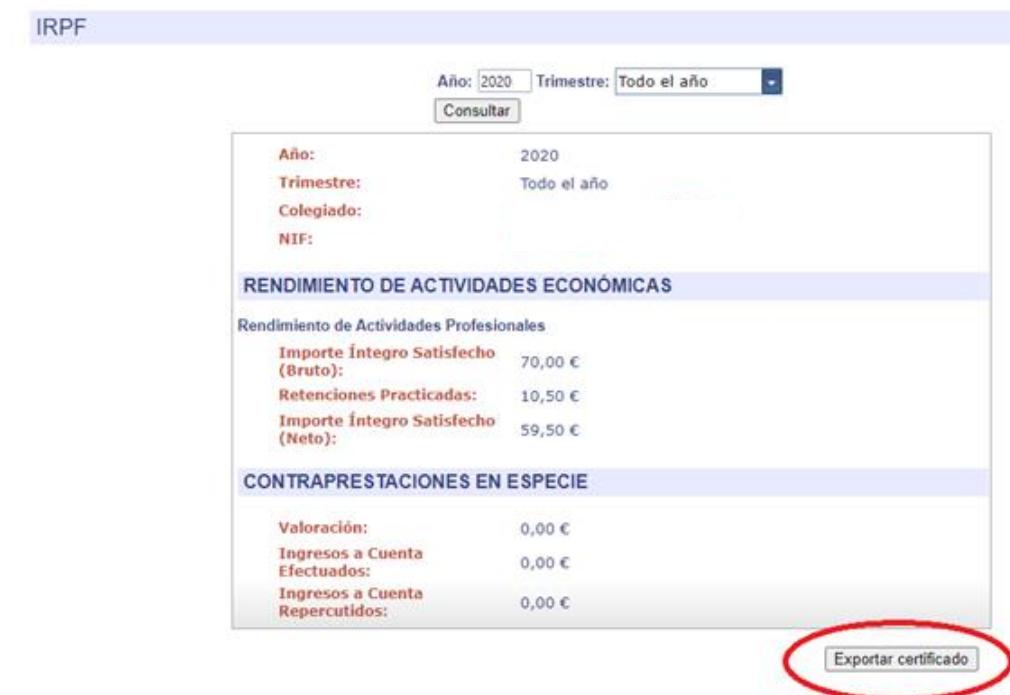 IRPF
Año: 2020 Trimestre: Todo el año
Consultar
Año: 2020
Trimestre: Todo el año
Colegiado:
NIF:
RENDIMIENTO DE ACTIVIDADES ECONÓMICAS
Rendimiento de Actividades Profesionales
Importe Íntegro Satisfecho
(Bruto): 70,00 €
Retenciones Practicadas: 10,50 €
Importe Íntegro Satisfecho
(Neto): 59,50 €
CONTRAPRESTACIONES EN ESPECIE
Valoración: 0,00 €
Ingresos a Cuenta
Efectuados: 0,00 €
Ingresos a Cuenta
Repercutidos: 0,00 €
Exportar certificado